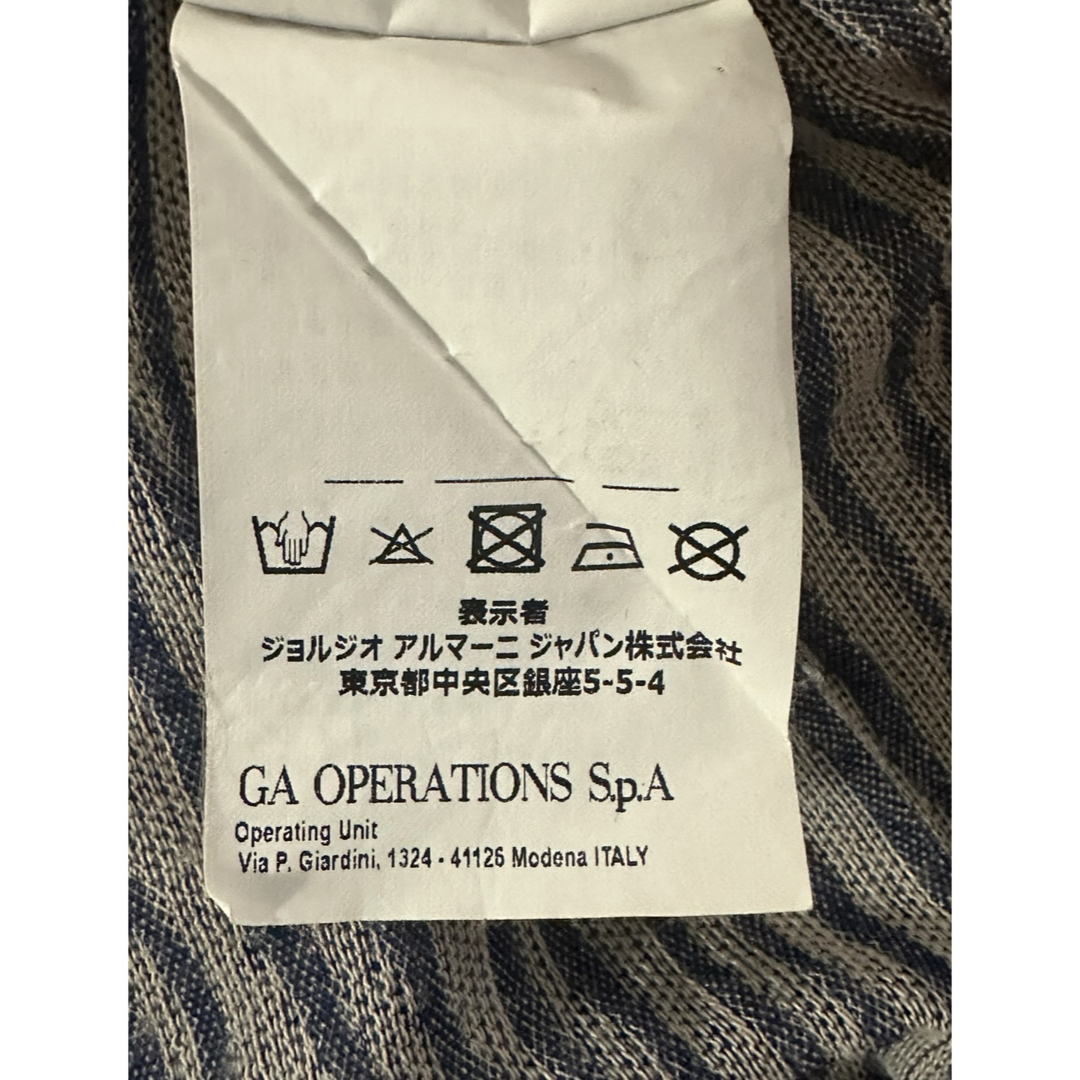 表示者
ジョルジオ アルマーニ ジャパン株式会社
東京都中央区銀座5-5-4
GA OPERATIONS S.p.A
Operating Unit
Via P. Giardini, 1324 - 41126 Modena ITALY